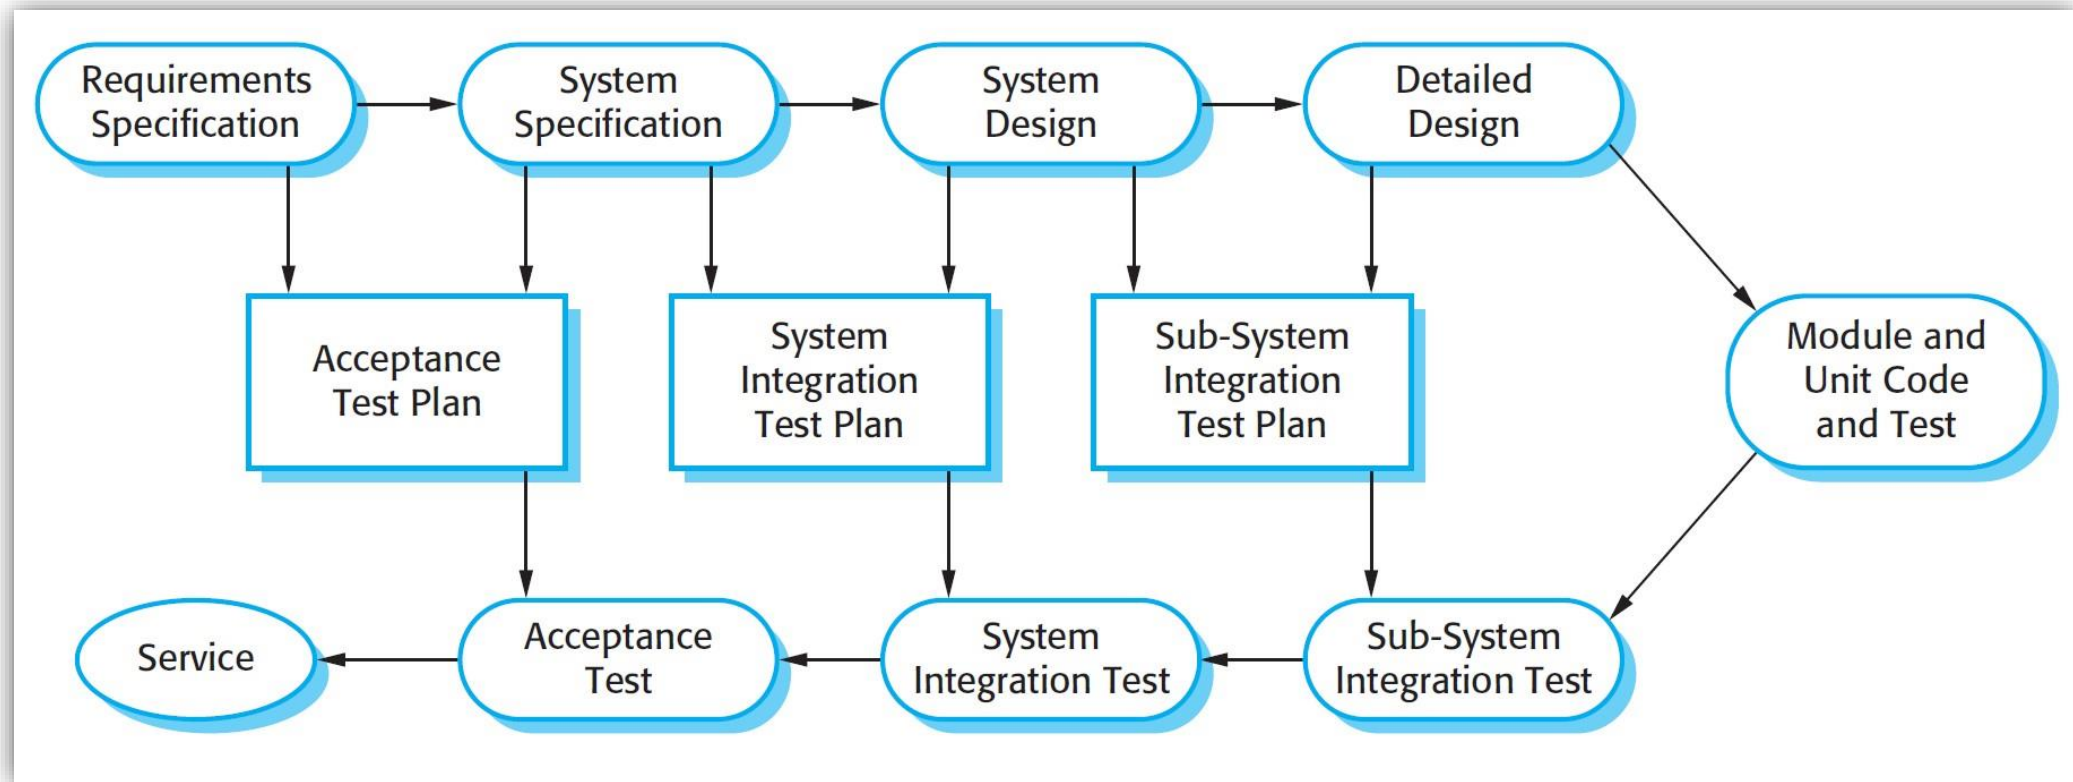 Requirements
Specification
System
Specification
System
Design
Detailed
Design
Acceptance
Test Plan
System
Integration
Test Plan
Sub-System
Integration
Test Plan
Module and
Unit Code
and Test
Service
Acceptance
Test
System
Integration Test
Sub-System
Integration Test